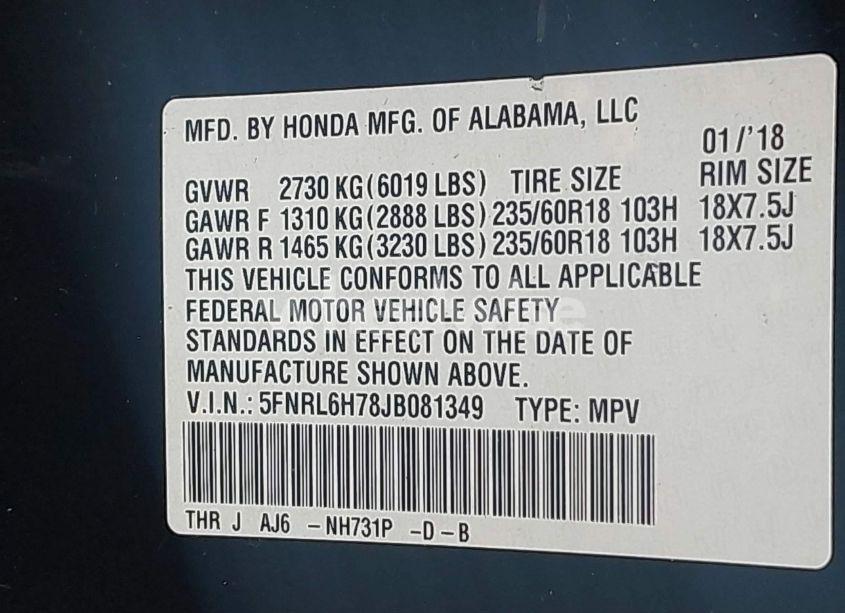 MFD. BY HONDA MFG. OF ALABAMA, LLC
01/'18
GVWR 2730 KG(6019 LBS) TIRE SIZE RIM SIZE
GAWR F 1310 KG(2888 LBS) 235/60R18 103H 18X7.5J
GAWR R 1465 KG(3230 LBS) 235/60R18 103H 18X7.5J
THIS VEHICLE CONFORMS TO ALL APPLICABLE
FEDERAL MOTOR VEHICLE SAFETY
STANDARDS IN EFFECT ON THE DATE OF
MANUFACTURE SHOWN ABOVE.
V.I.N.: 5FNRL6H78JB081349 TYPE: MPV
THR J AJ6 -NH731P -D-B